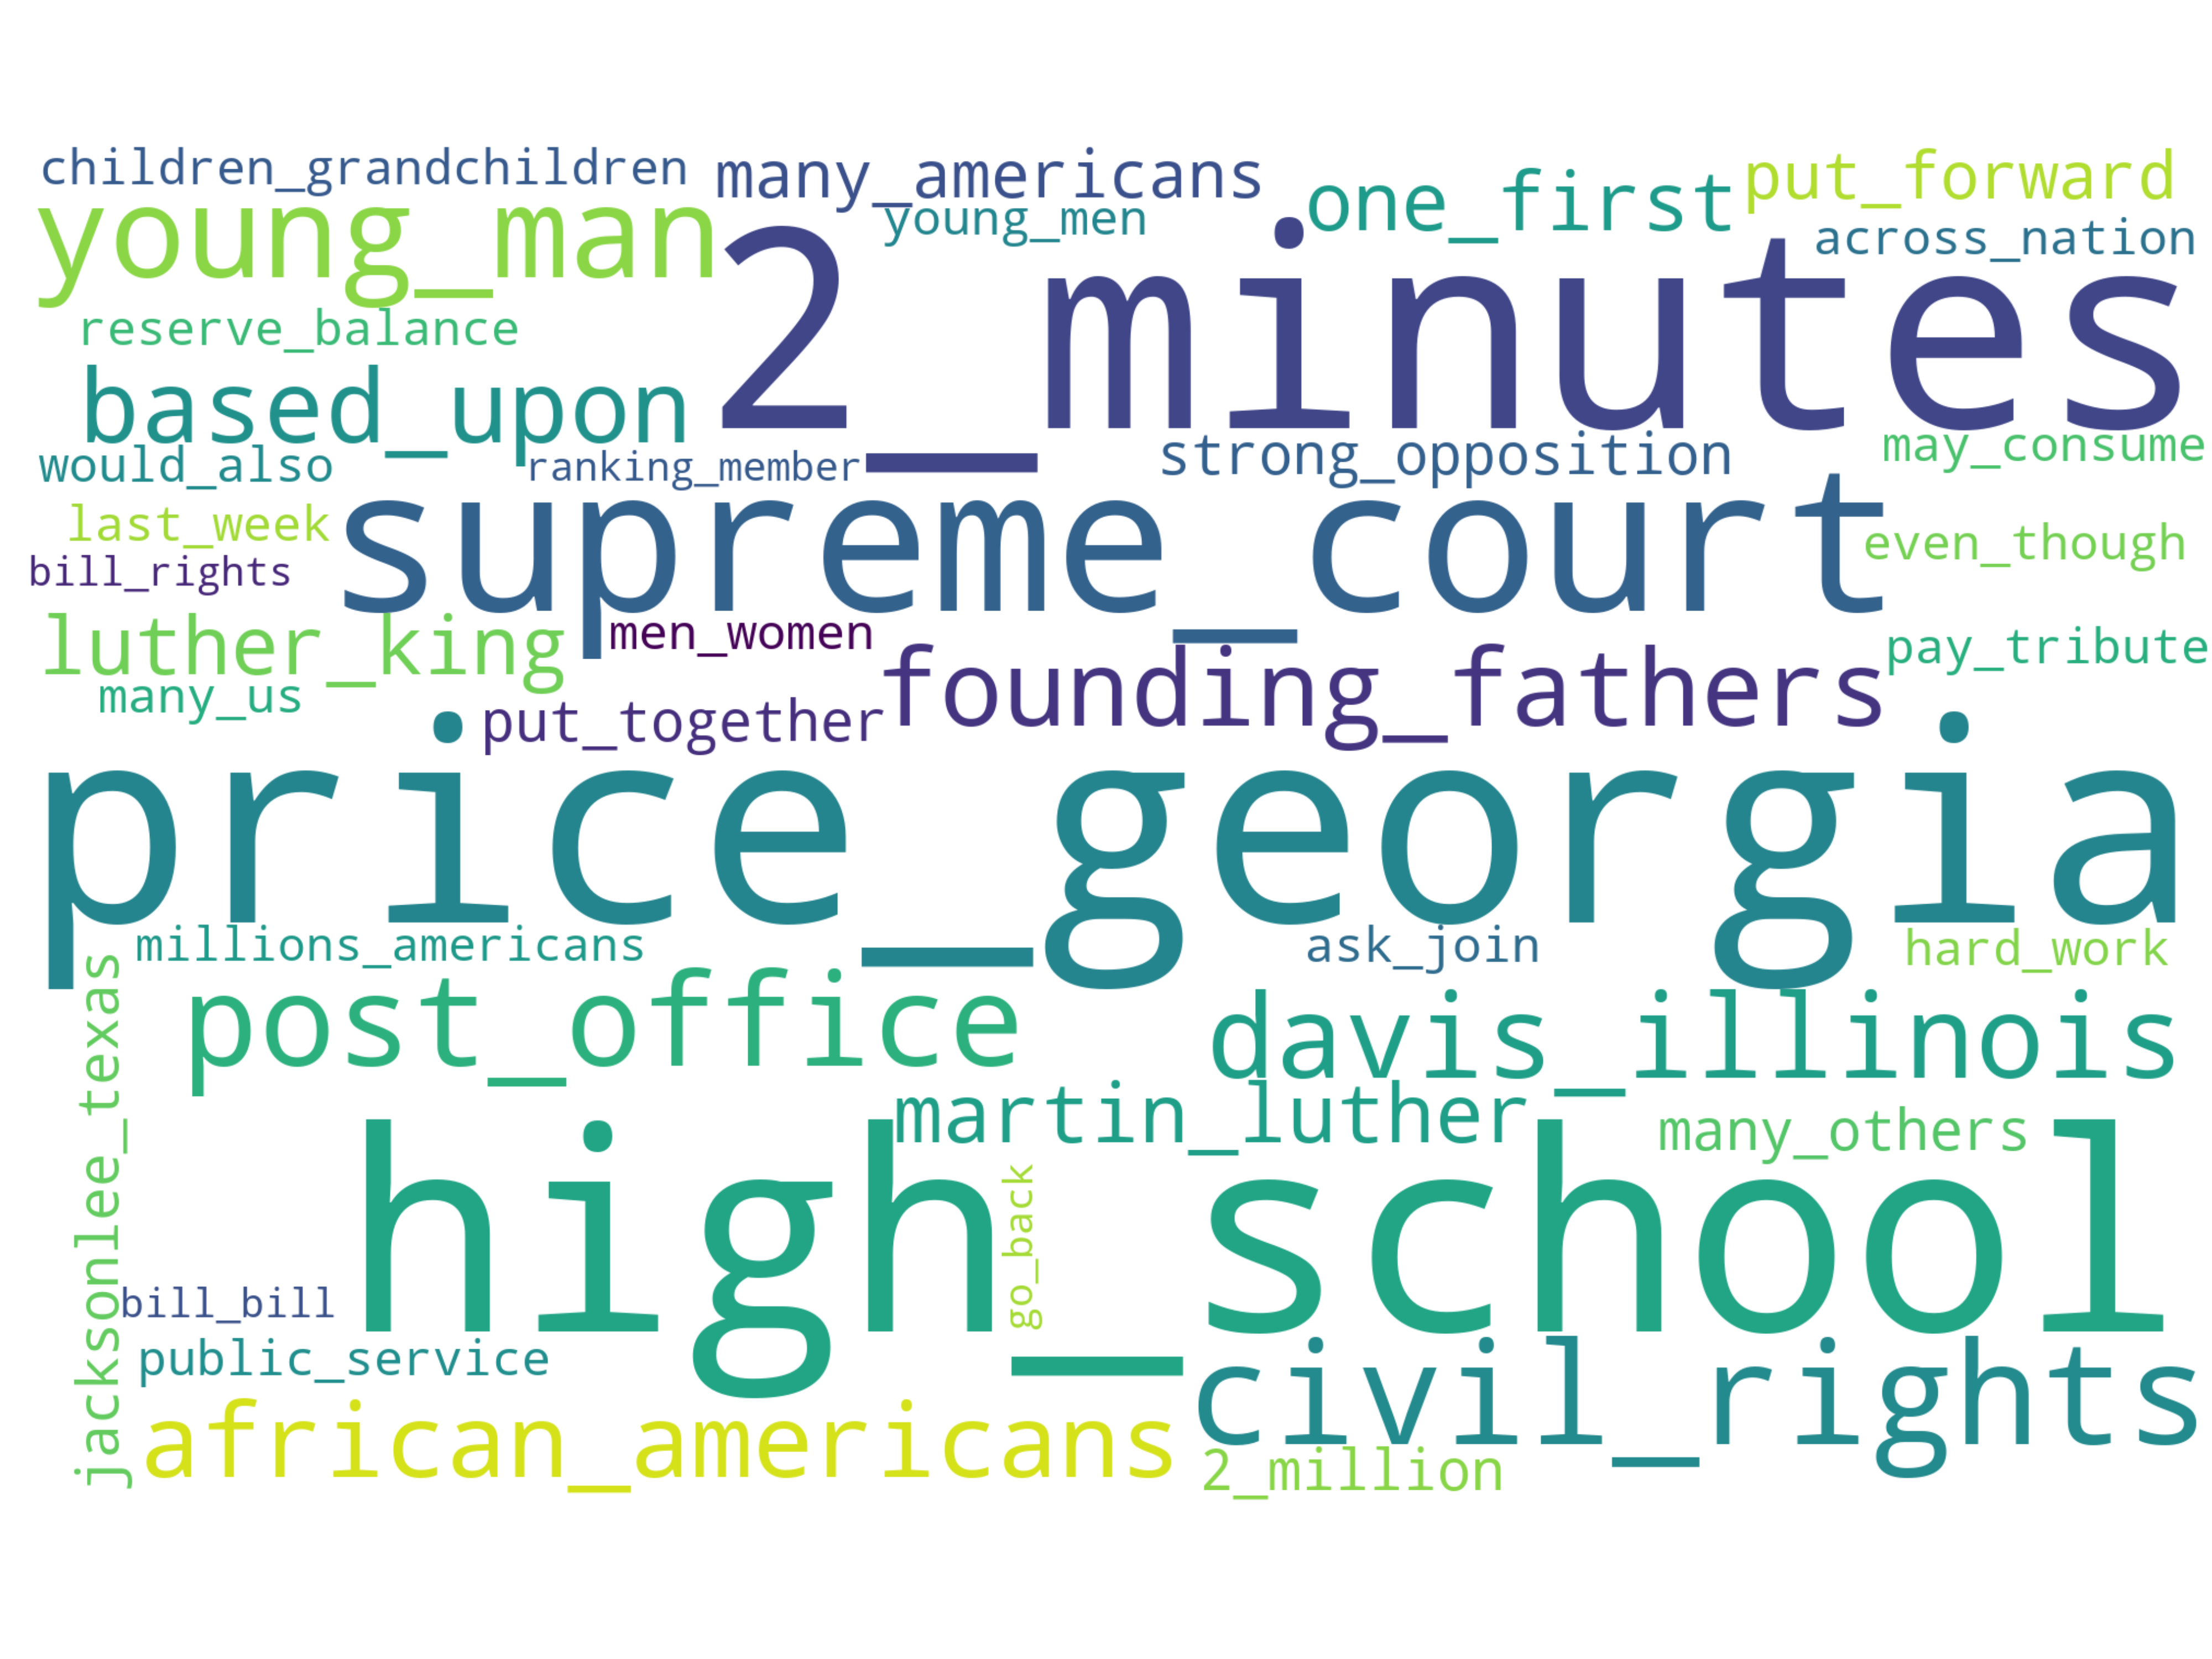 children_grandchildren
many_americans
one_first
put_forward
young_man
young_men
across_nation
2_minutes
reserve_balance
based_upon
strong_opposition
may_consume
would_also
ranking_member
supreme_court
last_week
even_though
bill_rights
luther_king
men_women
founding_fathers
pay_tribute
many_us
put_together
price_georgia
millions_americans
ask_join
hard_work
jacksonlee_texas
post_office
davis_illinois
martin_luther
many_others
high_school
go_back
bill_bill
public_service
civil_rights
african_americans
2_million